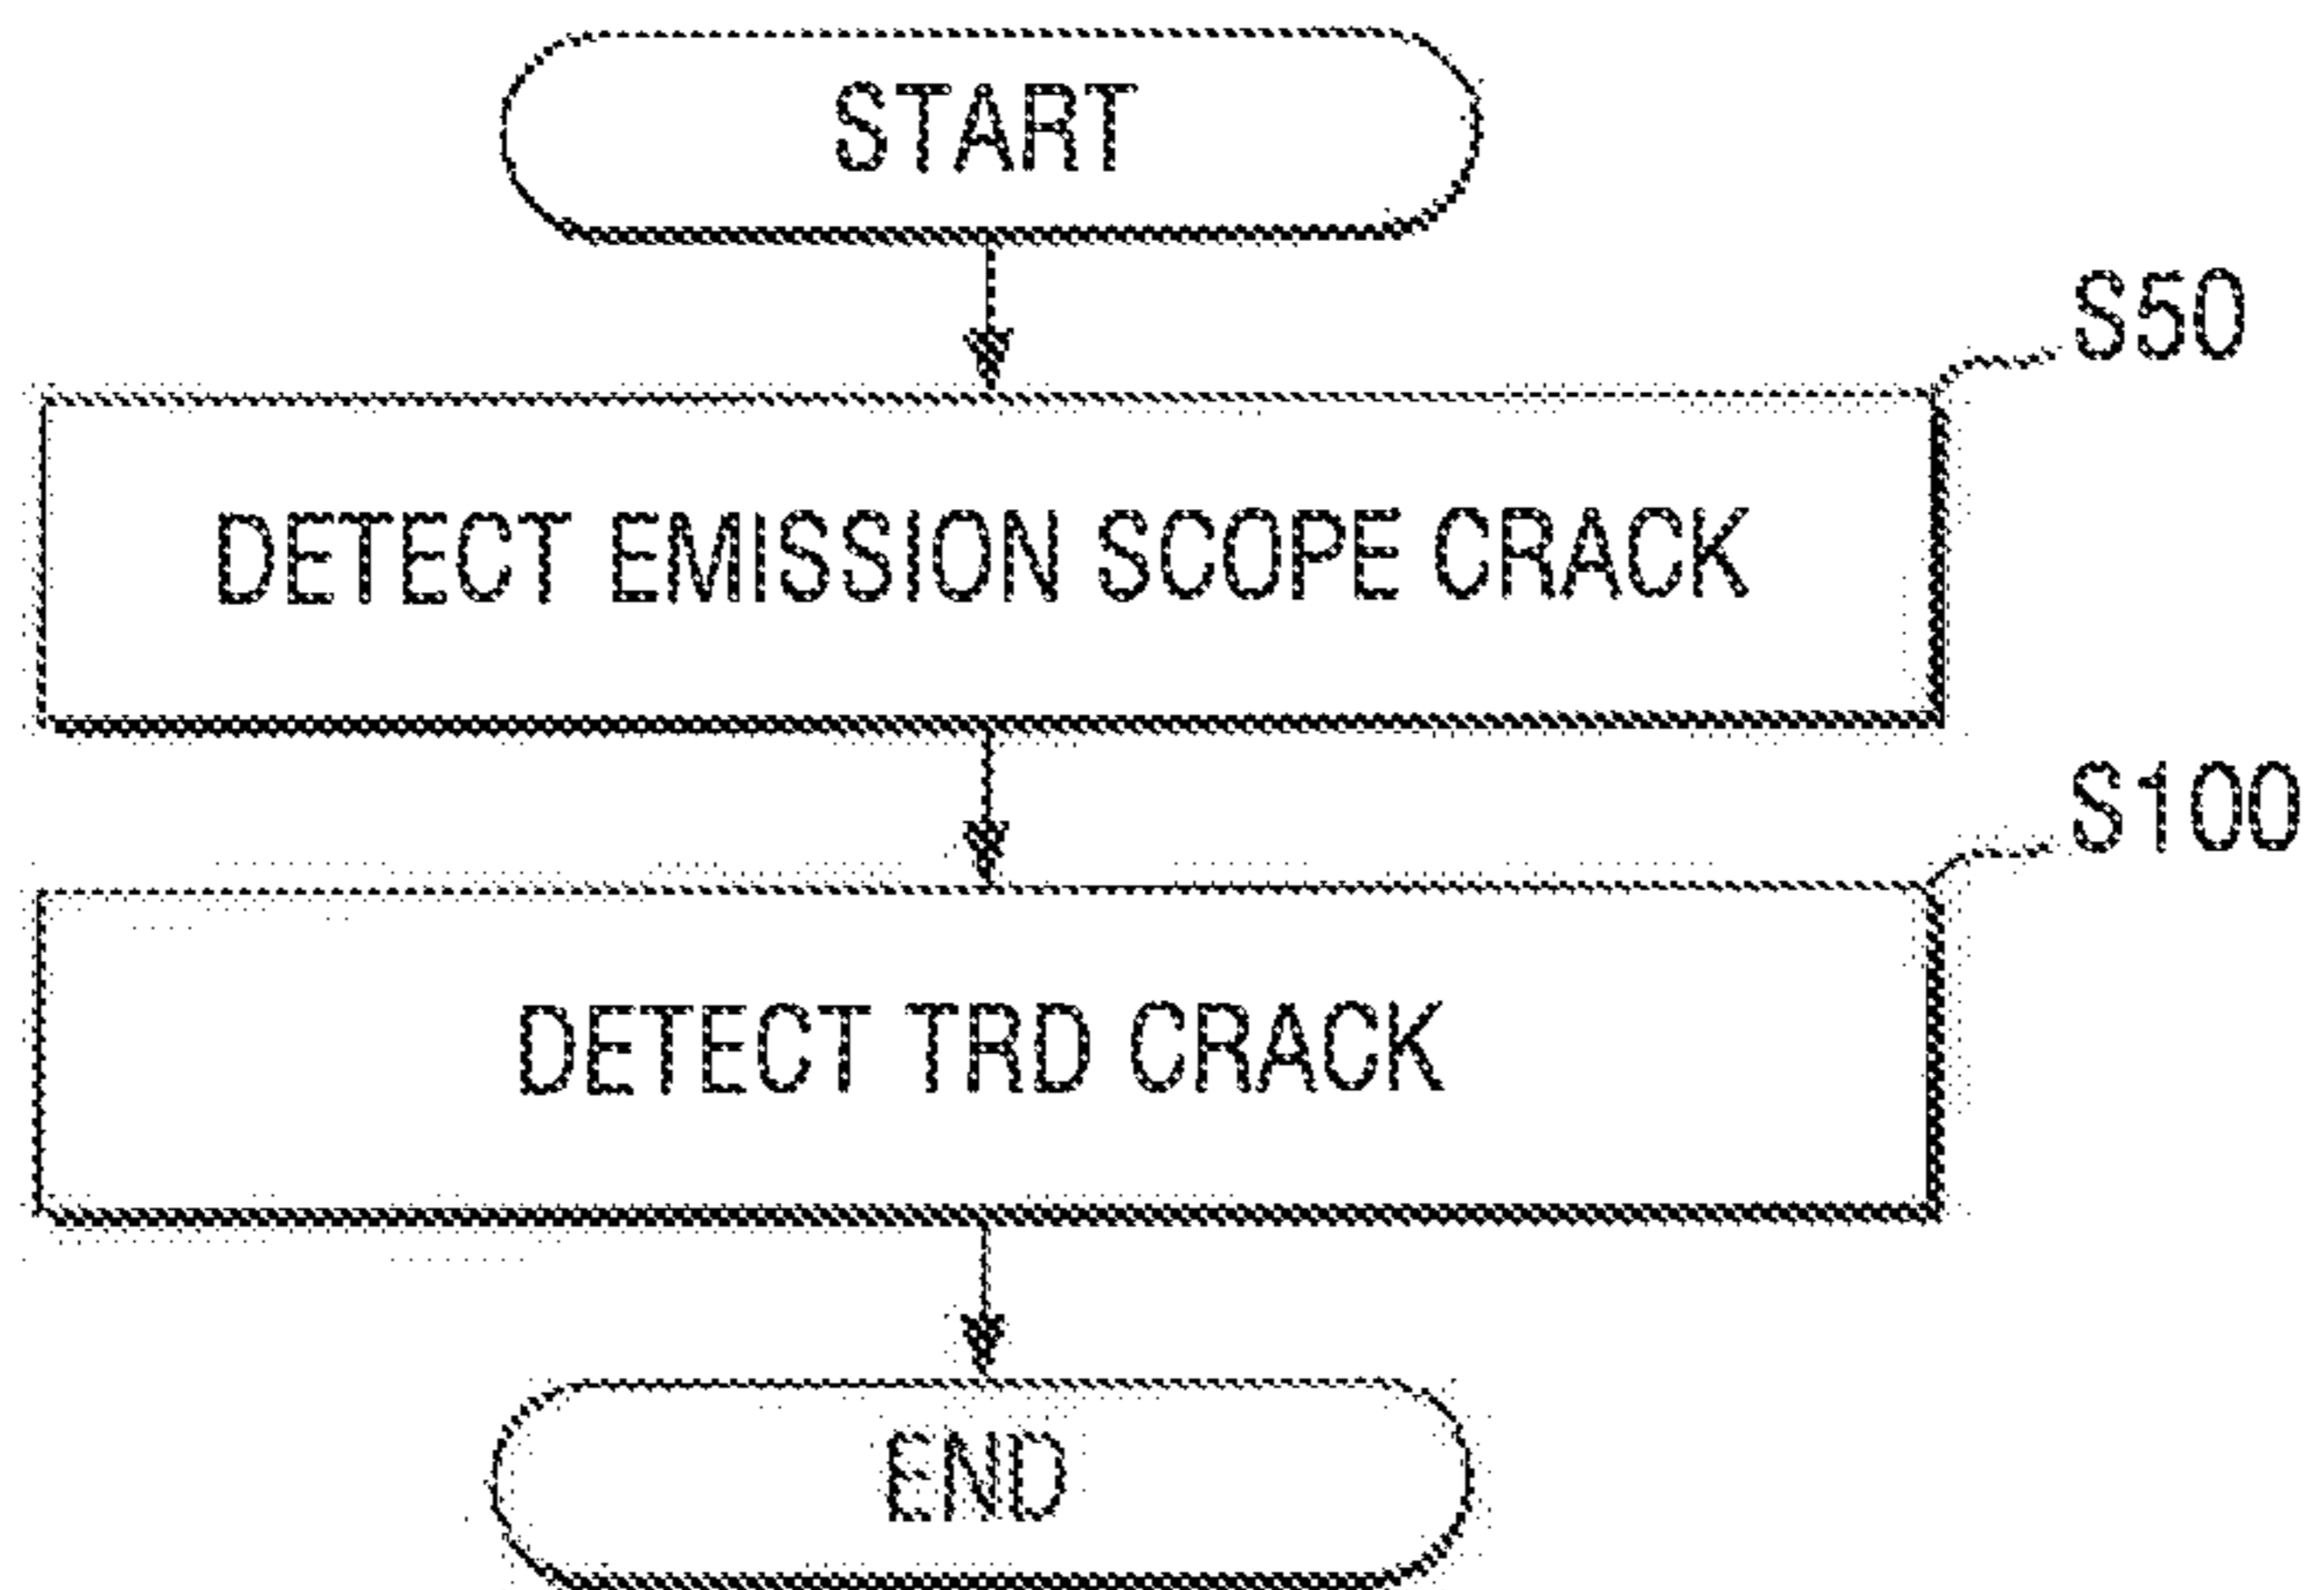 START
S50
DETECT EMISSION SCOPE CRACK
S100
DETECT TRD CRACK
END